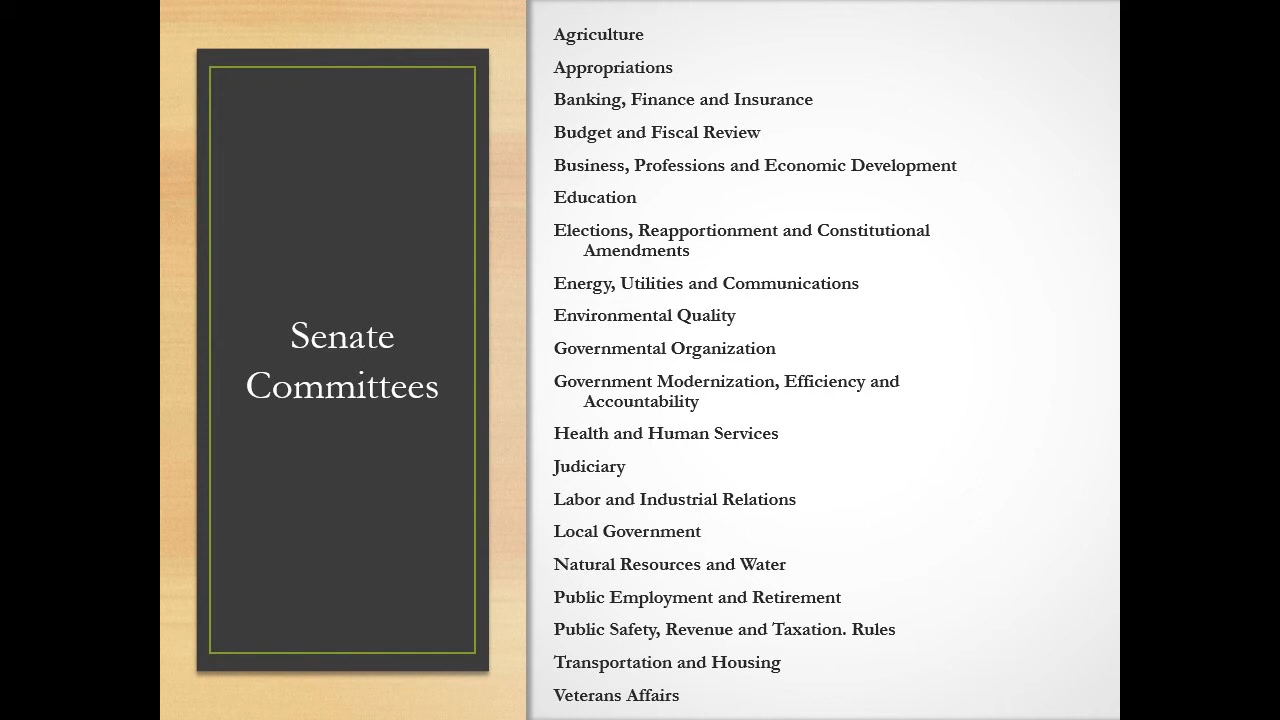 Senate
Committees
Agriculture
Appropriations
Banking, Finance and Insurance
Budget and Fiscal Review
Business, Professions and Economic Development
Education
Elections, Reapportionment and Constitutional
Amendments
Energy, Utilities and Communications
Environmental Quality
Governmental Organization
Government Modernization, Efficiency and
Accountability
Health and Human Services
Judiciary
Labor and Industrial Relations
Local Government
Natural Resources and Water
Public Employment and Retirement
Public Safety, Revenue and Taxation. Rules
Transportation and Housing
Veterans Affairs